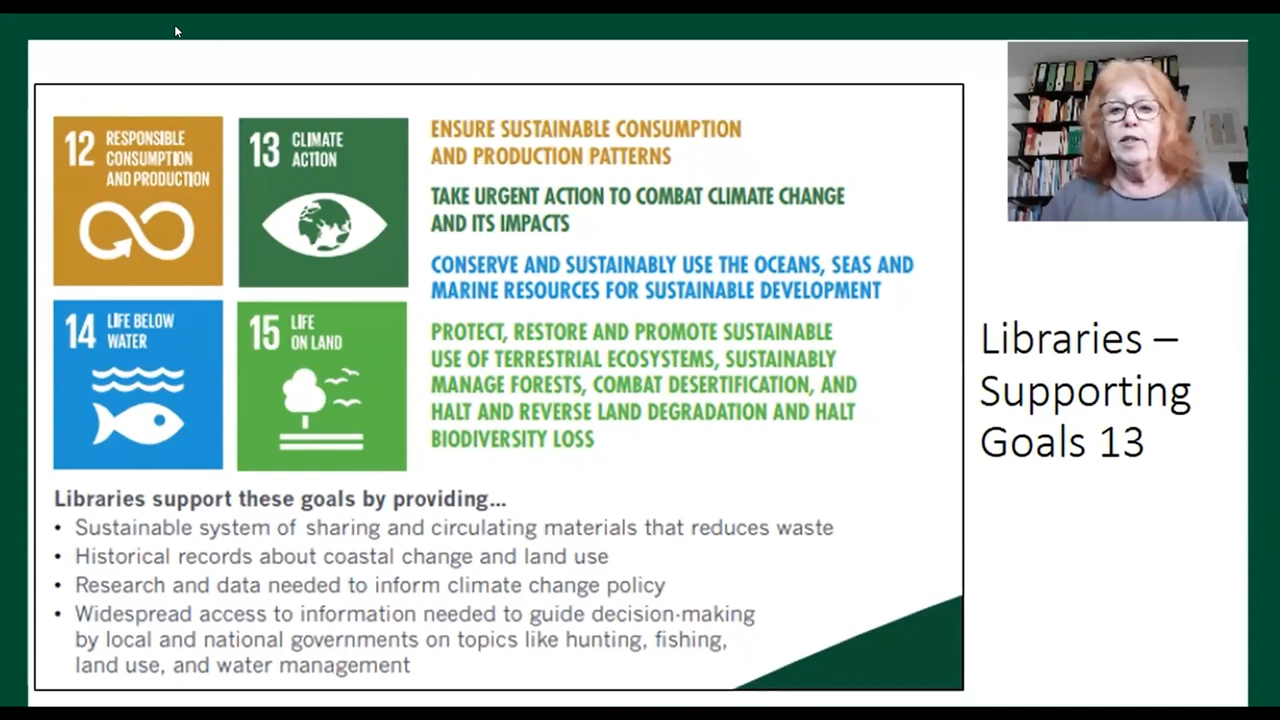 12 RESPONSIBLE
CONSUMPTION
AND PRODUCTION
13 CLIMATE
ACTION
ENSURE SUSTAINABLE CONSUMPTION
AND PRODUCTION PATTERNS
TAKE URGENT ACTION TO COMBAT CLIMATE CHANGE
AND ITS IMPACTS
14 LIFE BELOW
WATER
15 LIFE
ON LAND
CONSERVE AND SUSTAINABLY USE THE OCEANS, SEAS AND
MARINE RESOURCES FOR SUSTAINABLE DEVELOPMENT
PROTECT, RESTORE AND PROMOTE SUSTAINABLE
USE OF TERRESTRIAL ECOSYSTEMS, SUSTAINABLY
MANAGE FORESTS, COMBAT DESERTIFICATION, AND
HALT AND REVERSE LAND DEGRADATION AND HALT
BIODIVERSITY LOSS
Libraries support these goals by providing...
• Sustainable system of sharing and circulating materials that reduces waste
• Historical records about coastal change and land use
• Research and data needed to inform climate change policy
• Widespread access to information needed to guide decision-making
by local and national governments on topics like hunting, fishing,
land use, and water management
Libraries –
Supporting
Goals 13